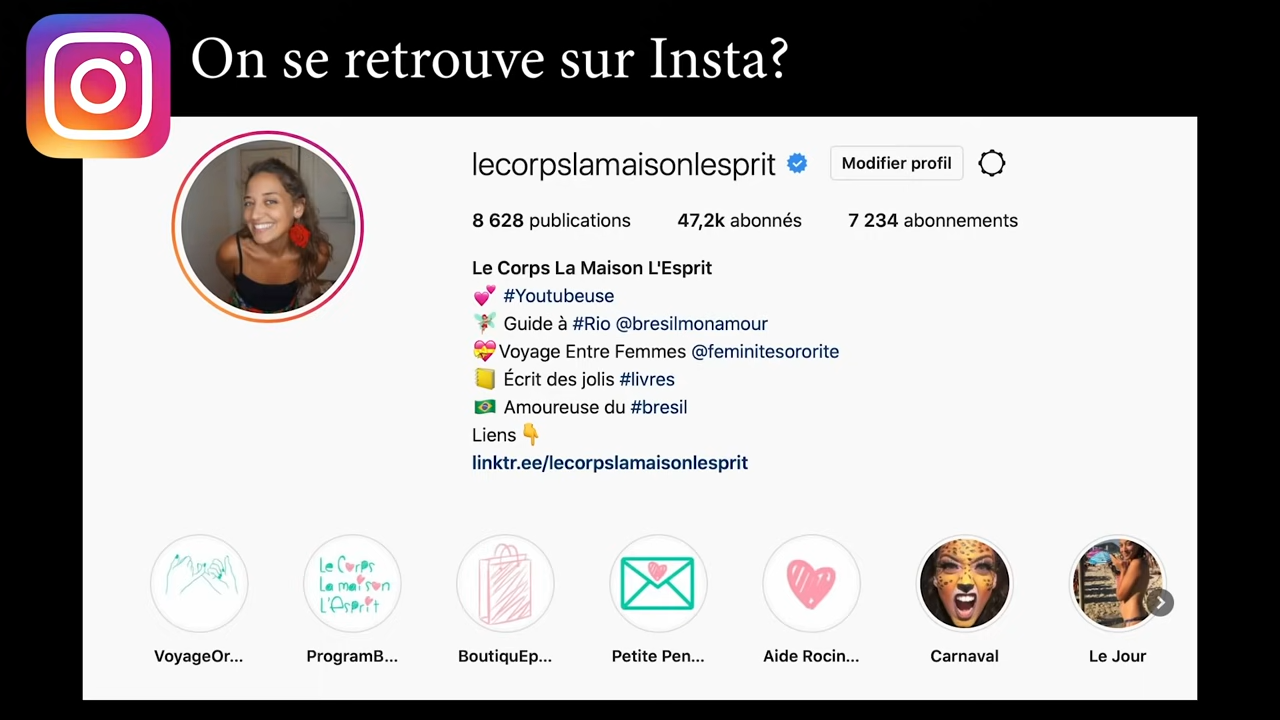 On se retrouve sur Insta?
lecorpslamaisonlesprit Modifier profil
8 628 publications 47,2k abonnés 7 234 abonnements
Le Corps La Maison L'Esprit
💕 #Youtubeuse
🧚 Guide à #Rio @bresilmonamour
💝Voyage Entre Femmes @feminitesororite
📒 Écrit des jolis #livres
🇧🇷 Amoureuse du #bresil
Liens 👇
linktr.ee/lecorpslamaisonlesprit
Le Corps
La maison
L'Esprit
VoyageOr... ProgramB... BoutiquEp... Petite Pen... Aide Rocin... Carnaval Le Jour